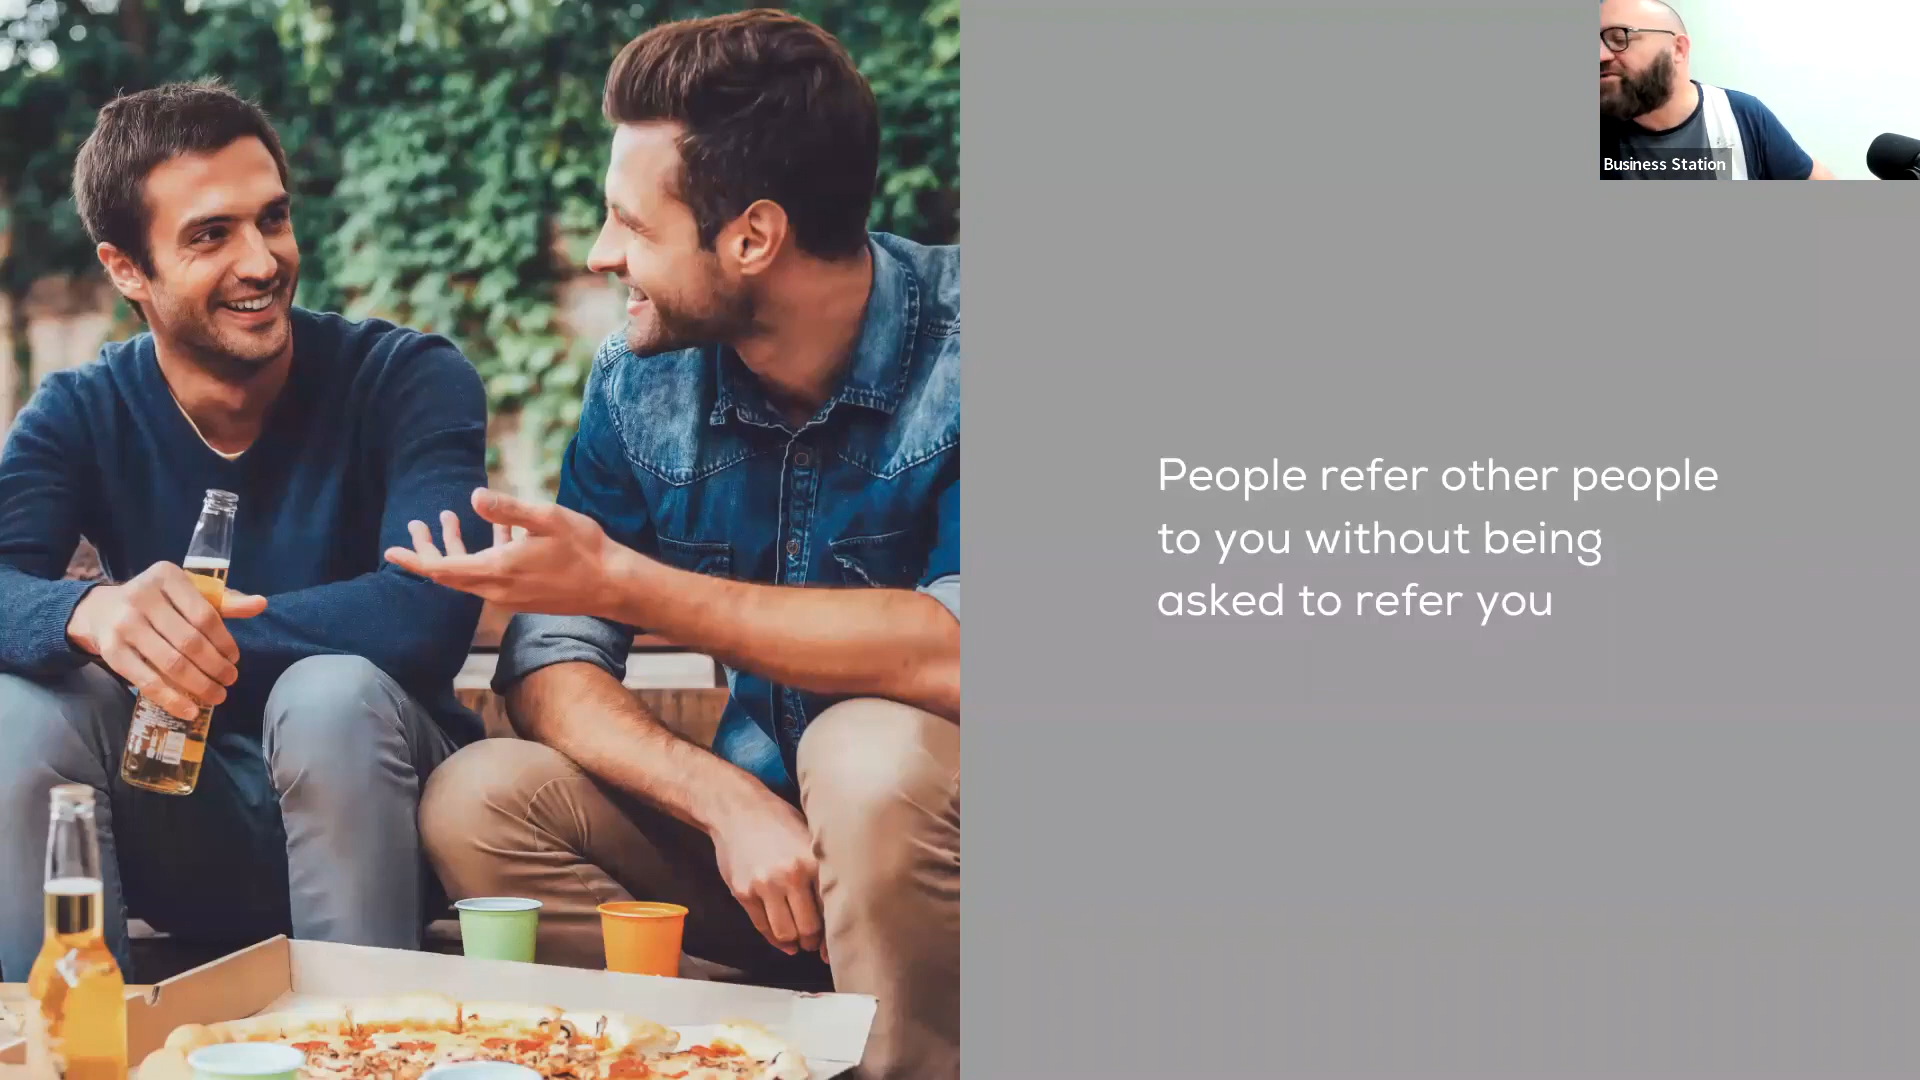 Business Station
People refer other people
to you without being
asked to refer you